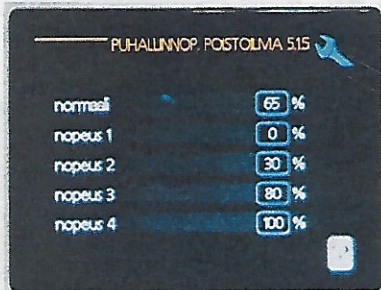 PUHALLINNOP. POISTOILMA 5.1.5
normaali 65 %
nopeus 1 0 %
nopeus 2 30 %
nopeus 3 80 %
nopeus 4 100 %